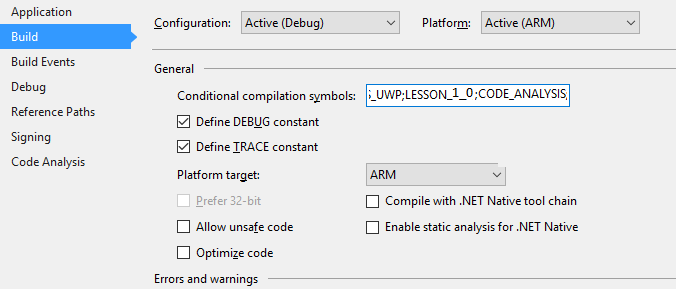 Application
Build
Build Events
Debug
Reference Paths
Signing
Code Analysis
Configuration: Active (Debug) Platform: Active (ARM)
General
Conditional compilation symbols: S_UWP;LESSON_1_0;CODE_ANALYSIS;
Define DEBUG constant
Define TRACE constant
Platform target: ARM
Prefer 32-bit Compile with .NET Native tool chain
Allow unsafe code Enable static analysis for .NET Native
Optimize code
Errors and warnings